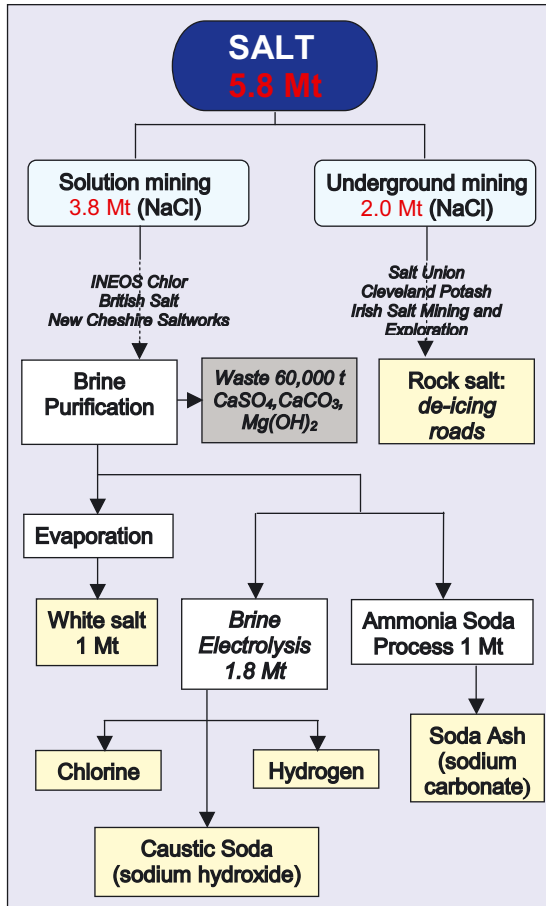 SALT
5.8 Mt
Solution mining
3.8 Mt (NaCl)
Underground mining
2.0 Mt (NaCl)
INEOS Chlor
British Salt
New Cheshire Saltworks
Salt Union
Cleveland Potash
Irish Salt Mining and
Exploration
Brine
Purification
Waste 60,000 t
CaSO₄,CaCO₃,
Mg(OH)₂
Rock salt:
de-icing
roads
Evaporation
White salt
1 Mt
Brine
Electrolysis
1.8 Mt
Ammonia Soda
Process 1 Mt
Chlorine
Hydrogen
Soda Ash
(sodium
carbonate)
Caustic Soda
(sodium hydroxide)